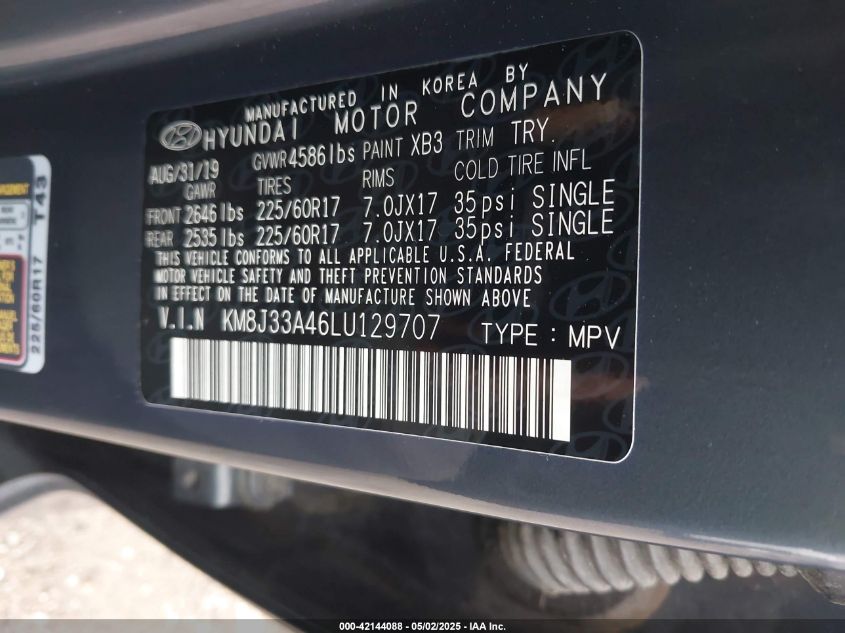 MANUFACTURED IN KOREA BY
HYUNDAI MOTOR COMPANY
AUG/31/19 GVWR 4586lbs PAINT XB3 TRIM TRY
GAWR TIRES RIMS COLD TIRE INFL
FRONT 2646 lbs 225/60R17 7.0JX17 35psi SINGLE
REAR 2535 lbs 225/60R17 7.0JX17 35psi SINGLE
THIS VEHICLE CONFORMS TO ALL APPLICABLE U.S.A. FEDERAL
MOTOR VEHICLE SAFETY AND THEFT PREVENTION STANDARDS
IN EFFECT ON THE DATE OF MANUFACTURE SHOWN ABOVE
V.I.N KM8J33A46LU129707 TYPE : MPV
225/60R17 T43
000-42144088 - 05/02/2025 - IAA Inc.